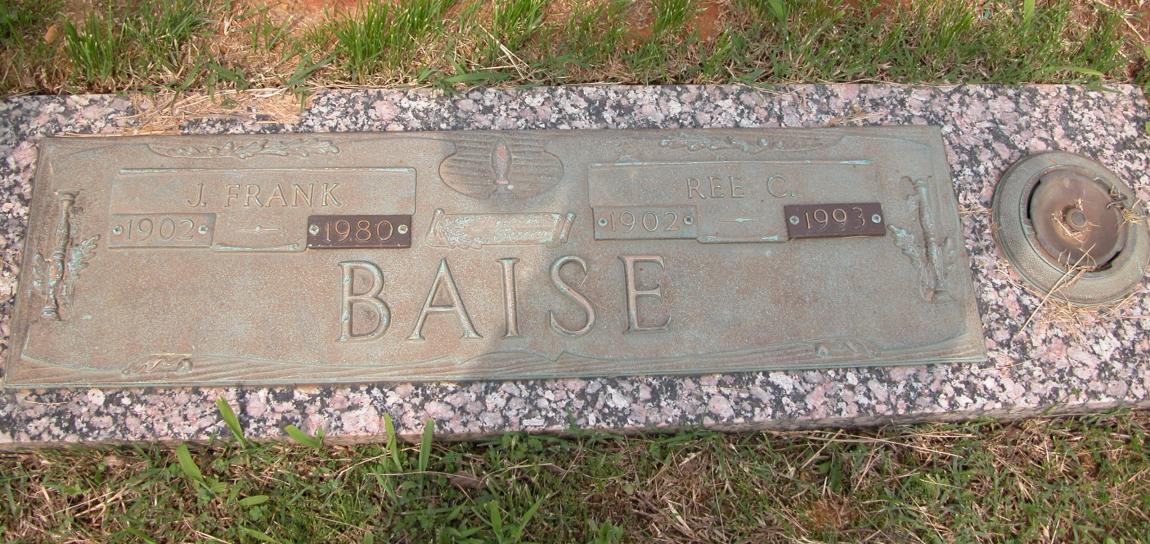 J. FRANK
1902 – 1980
REE C.
1902 – 1993
BAISE